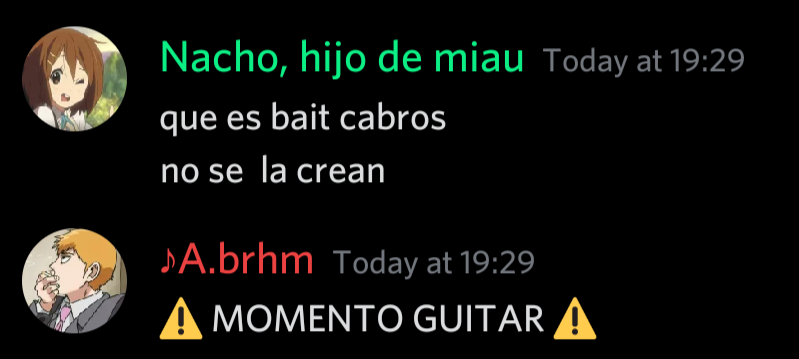 Nacho, hijo de miau Today at 19:29
que es bait cabros
no se  la crean
♪A.brhm Today at 19:29
⚠️ MOMENTO GUITAR ⚠️